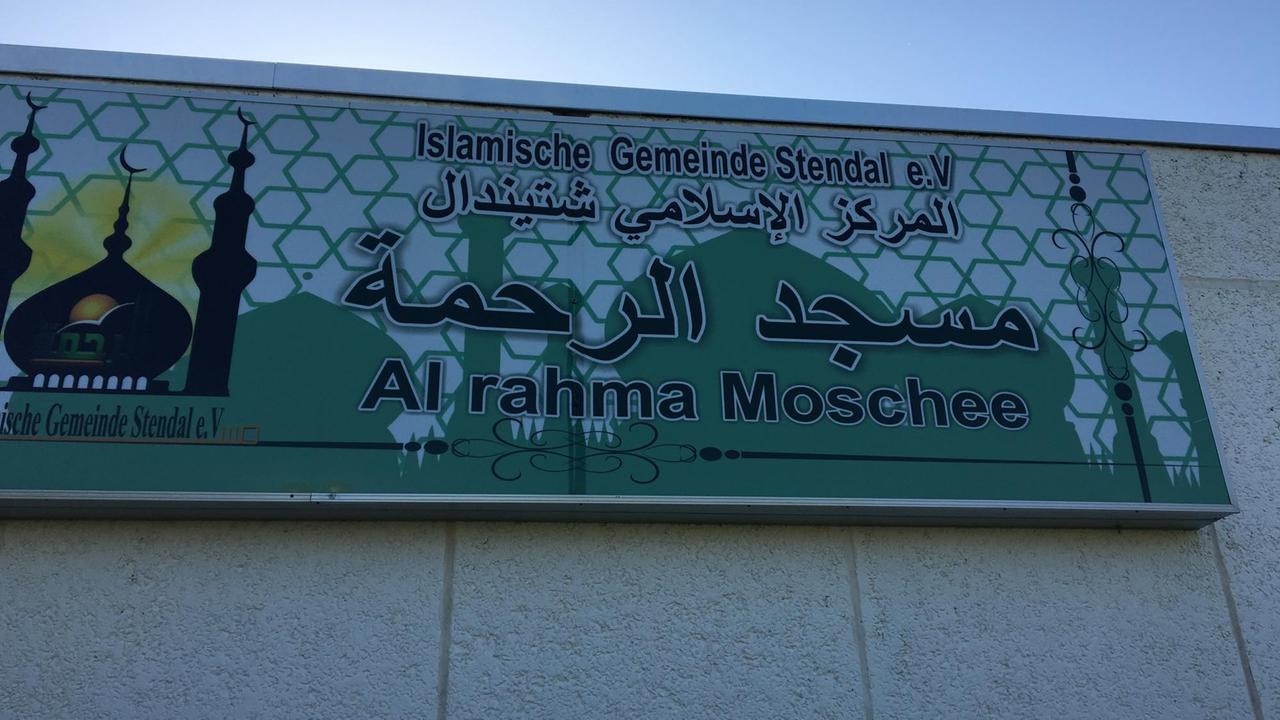 Islamische Gemeinde Stendal e.V
المركز الإسلامي شتيندال
مسجد الرحمة
Al rahma Moschee
ische Gemeinde Stendal e.V